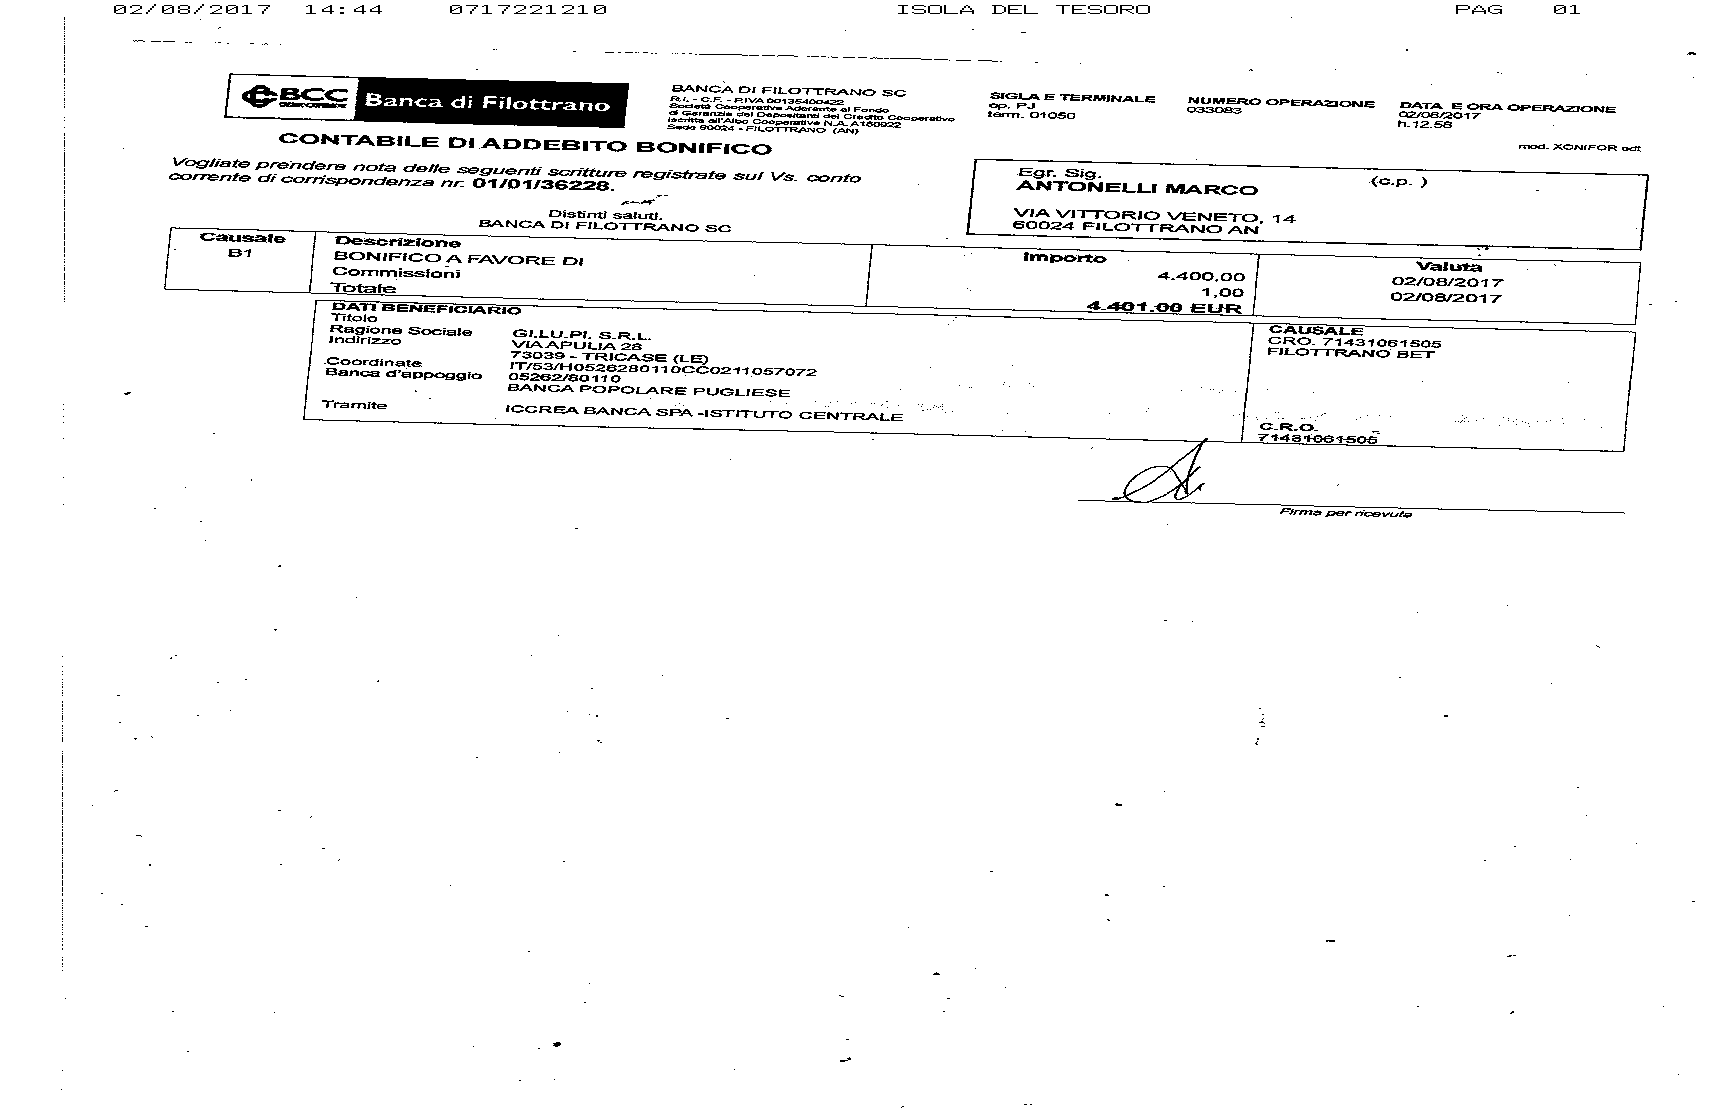 02/08/2017 14:44 0717221210 ISOLA DEL TESORO PAG 01
BCC Banca di Filottrano
BANCA DI FILOTTRANO SC
R.I. - C.F. - P.IVA 00135400422
Società Cooperativa Aderente al Fondo
di Garanzia dei Depositanti del Credito Cooperativo
Iscritta all'Albo Cooperative N.A. A160922
Sede 60024 - FILOTTRANO (AN)
SIGLA E TERMINALE
op. PJ
term. 01050
NUMERO OPERAZIONE
033083
DATA E ORA OPERAZIONE
02/08/2017
h.12.58
mod. XONIFOR odt
CONTABILE DI ADDEBITO BONIFICO
Vogliate prendere nota delle seguenti scritture registrate sul Vs. conto
corrente di corrispondenza nr. 01/01/36228.
Distinti saluti.
BANCA DI FILOTTRANO SC
Egr. Sig. (c.p. )
ANTONELLI MARCO
VIA VITTORIO VENETO, 14
60024 FILOTTRANO AN
Causale Descrizione Importo Valuta
B1 BONIFICO A FAVORE DI 4.400,00 02/08/2017
Commissioni 1,00 02/08/2017
Totale 4.401,00 EUR
DATI BENEFICIARIO
Titolo
Ragione Sociale GI.LU.PI. S.R.L.
Indirizzo VIA APULIA 28
73039 - TRICASE (LE)
Coordinate IT/53/H0526280110CC0211057072
Banca d'appoggio 05262/80110
BANCA POPOLARE PUGLIESE
Tramite ICCREA BANCA SPA -ISTITUTO CENTRALE
CAUSALE
CRO. 71431061505
FILOTTRANO BET
C.R.O.
71431061505
Firma per ricevuta